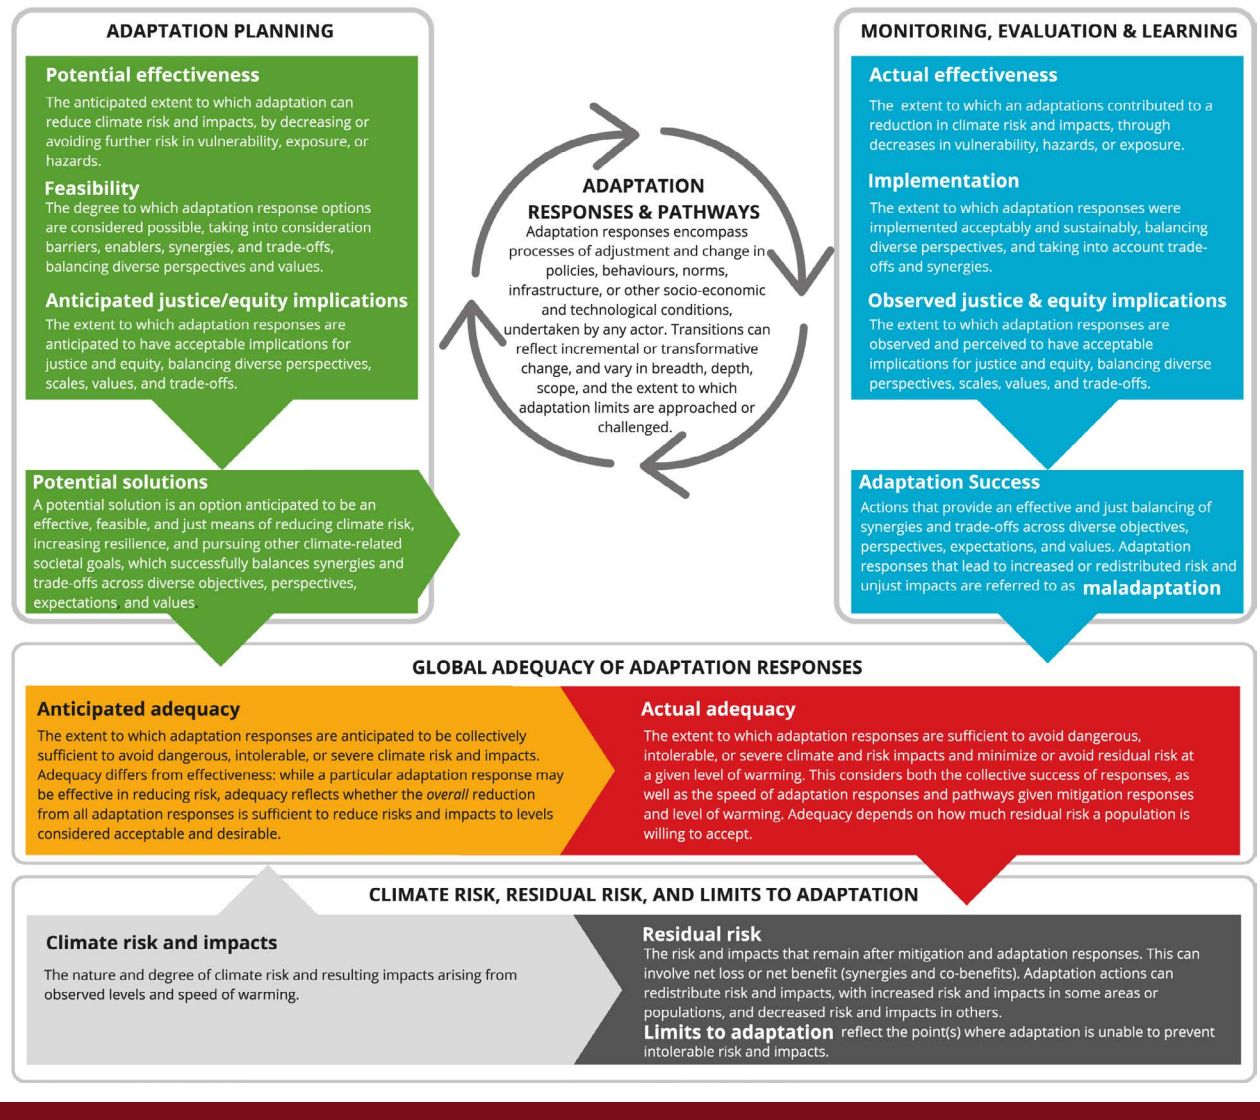 ADAPTATION PLANNING
Potential effectiveness
The anticipated extent to which adaptation can
reduce climate risk and impacts, by decreasing or
avoiding further risk in vulnerability, exposure, or
hazards.
Feasibility
The degree to which adaptation response options
are considered possible, taking into consideration
barriers, enablers, synergies, and trade-offs,
balancing diverse perspectives and values.
Anticipated justice/equity implications
The extent to which adaptation responses are
anticipated to have acceptable implications for
justice and equity, balancing diverse perspectives,
scales, values, and trade-offs.
Potential solutions
A potential solution is an option anticipated to be an
effective, feasible, and just means of reducing climate risk,
increasing resilience, and pursuing other climate-related
societal goals, which successfully balances synergies and
trade-offs across diverse objectives, perspectives,
expectations, and values.
ADAPTATION
RESPONSES & PATHWAYS
Adaptation responses encompass
processes of adjustment and change in
policies, behaviours, norms,
infrastructure, or other socio-economic
and technological conditions,
undertaken by any actor. Transitions can
reflect incremental or transformative
change, and vary in breadth, depth,
scope, and the extent to which
adaptation limits are approached or
challenged.
MONITORING, EVALUATION & LEARNING
Actual effectiveness
The extent to which an adaptations contributed to a
reduction in climate risk and impacts, through
decreases in vulnerability, hazards, or exposure.
Implementation
The extent to which adaptation responses were
implemented acceptably and sustainably, balancing
diverse perspectives, and taking into account trade-
offs and synergies.
Observed justice & equity implications
The extent to which adaptation responses are
observed and perceived to have acceptable
implications for justice and equity, balancing diverse
perspectives, scales, values, and trade-offs.
Adaptation Success
Actions that provide an effective and just balancing of
synergies and trade-offs across diverse objectives,
perspectives, expectations, and values. Adaptation
responses that lead to increased or redistributed risk and
unjust impacts are referred to as maladaptation
GLOBAL ADEQUACY OF ADAPTATION RESPONSES
Anticipated adequacy
The extent to which adaptation responses are anticipated to be collectively
sufficient to avoid dangerous, intolerable, or severe climate risk and impacts.
Adequacy differs from effectiveness: while a particular adaptation response may
be effective in reducing risk, adequacy reflects whether the overall reduction
from all adaptation responses is sufficient to reduce risks and impacts to levels
considered acceptable and desirable.
Actual adequacy
The extent to which adaptation responses are sufficient to avoid dangerous,
intolerable, or severe climate and risk impacts and minimize or avoid residual risk at
a given level of warming. This considers both the collective success of responses, as
well as the speed of adaptation responses and pathways given mitigation responses
and level of warming. Adequacy depends on how much residual risk a population is
willing to accept.
CLIMATE RISK, RESIDUAL RISK, AND LIMITS TO ADAPTATION
Climate risk and impacts
The nature and degree of climate risk and resulting impacts arising from
observed levels and speed of warming.
Residual risk
The risk and impacts that remain after mitigation and adaptation responses. This can
involve net loss or net benefit (synergies and co-benefits). Adaptation actions can
redistribute risk and impacts, with increased risk and impacts in some areas or
populations, and decreased risk and impacts in others.
Limits to adaptation reflect the point(s) where adaptation is unable to prevent
intolerable risk and impacts.